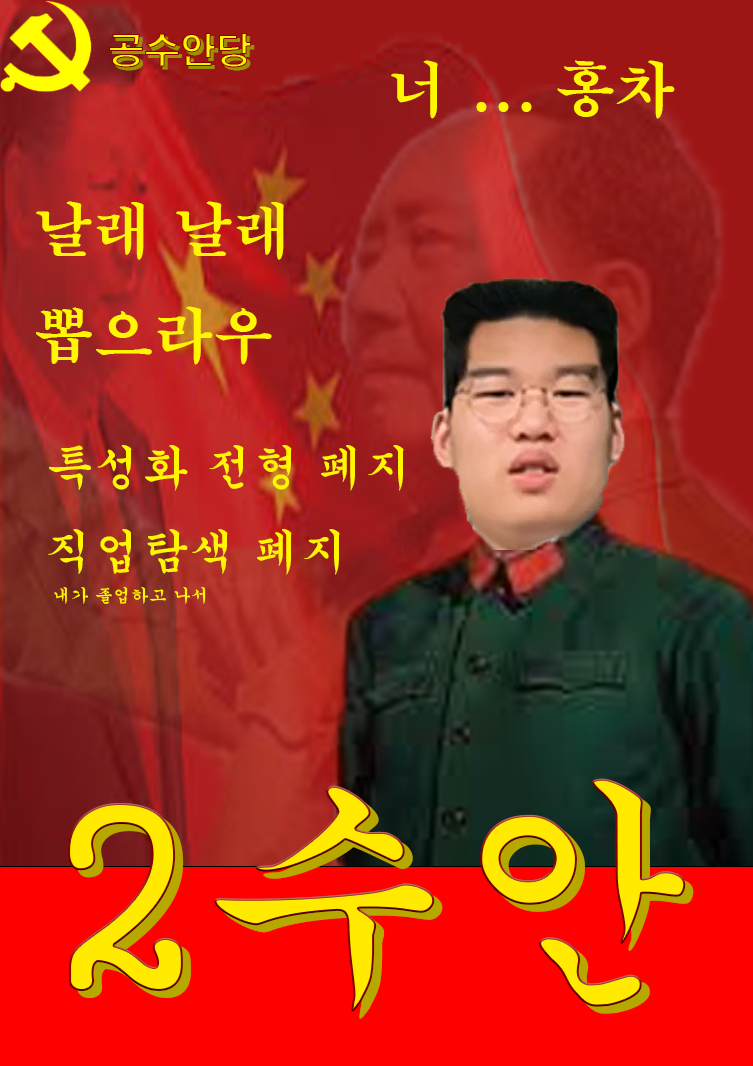 공수안당
너 ... 홍차
날래 날래
뽑으라우
특성화 전형 폐지
직업탐색 폐지
내가 졸업하고 나서
2수안